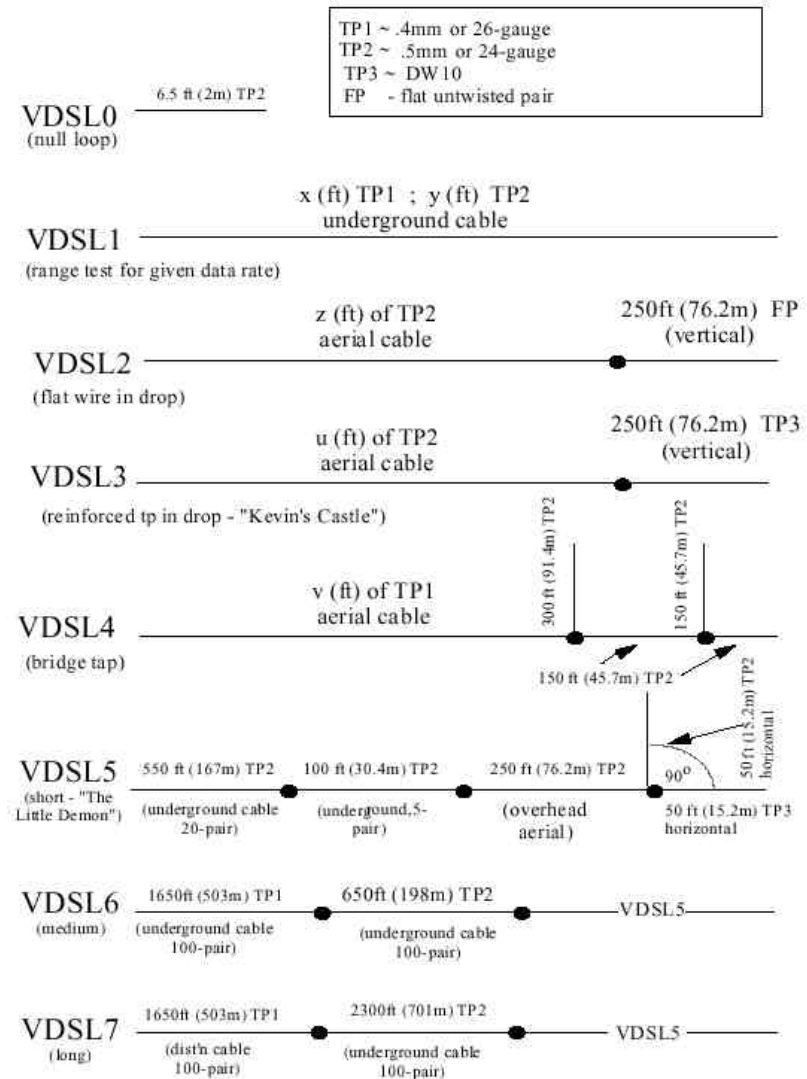 TP1 ~ .4mm or 26-gauge
TP2 ~ .5mm or 24-gauge
TP3 ~ DW10
FP - flat untwisted pair
6.5 ft (2m) TP2
VDSL0
(null loop)
x (ft) TP1 ; y (ft) TP2
underground cable
VDSL1
(range test for given data rate)
z (ft) of TP2
aerial cable
250ft (76.2m) FP
(vertical)
VDSL2
(flat wire in drop)
u (ft) of TP2
aerial cable
250ft (76.2m) TP3
(vertical)
VDSL3
(reinforced tp in drop - "Kevin's Castle")
v (ft) of TP1
aerial cable
300 ft (91.4m) TP2
150 ft (45.7m) TP2
VDSL4
(bridge tap)
150 ft (45.7m) TP2
50 ft (15.2m) TP2
horizontal
VDSL5
(short - "The
Little Demon")
550 ft (167m) TP2
(underground cable
20-pair)
100 ft (30.4m) TP2
(underground,5-
pair)
250 ft (76.2m) TP2
(overhead
aerial)
90o
50 ft (15.2m) TP3
horizontal
VDSL6
(medium)
1650ft (503m) TP1
(underground cable
100-pair)
650ft (198m) TP2
(underground cable
100-pair)
VDSL5
VDSL7
(long)
1650ft (503m) TP1
(dist'n cable
100-pair)
2300ft (701m) TP2
(underground cable
100-pair)
VDSL5